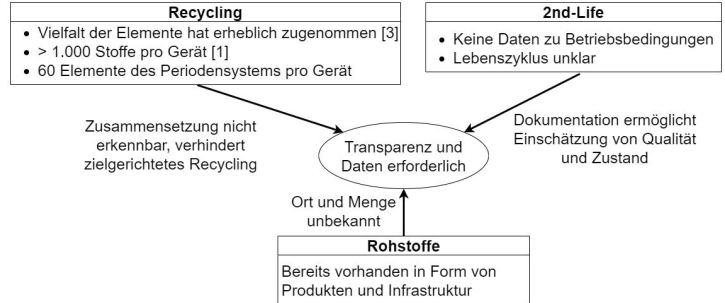 Recycling
• Vielfalt der Elemente hat erheblich zugenommen [3]
• > 1.000 Stoffe pro Gerät [1]
• 60 Elemente des Periodensystems pro Gerät
2nd-Life
• Keine Daten zu Betriebsbedingungen
• Lebenszyklus unklar
Zusammensetzung nicht
erkennbar, verhindert
zielgerichtetes Recycling
Transparenz und
Daten erforderlich
Dokumentation ermöglicht
Einschätzung von Qualität
und Zustand
Ort und Menge
unbekannt
Rohstoffe
Bereits vorhanden in Form von
Produkten und Infrastruktur